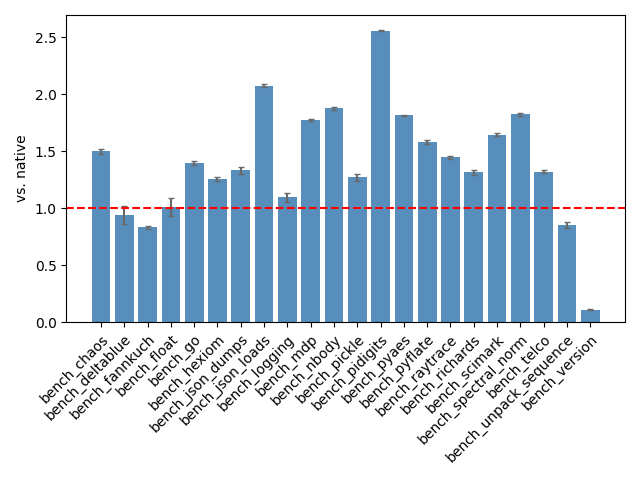 vs. native
2.5
2.0
1.5
1.0
0.5
0.0
bench_chaos
bench_deltablue
bench_fannkuch
bench_float
bench_go
bench_hexiom
bench_json_dumps
bench_json_loads
bench_logging
bench_mdp
bench_nbody
bench_pickle
bench_pidigits
bench_pyaes
bench_pyflate
bench_raytrace
bench_richards
bench_scimark
bench_spectral_norm
bench_telco
bench_unpack_sequence
bench_version